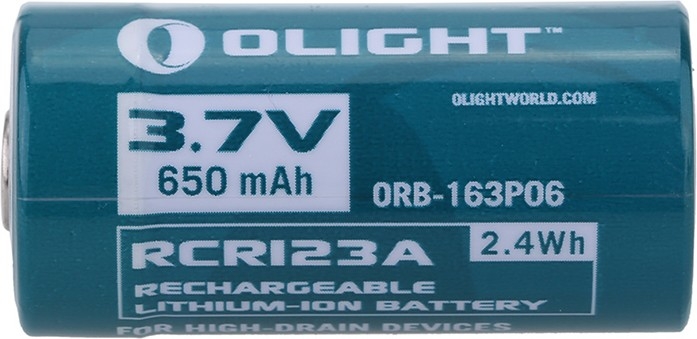 OLIGHT™
OLIGHTWORLD.COM
3.7V
650 mAh
ORB-163P06
RCR123A
2.4Wh
RECHARGEABLE
LITHIUM-ION BATTERY
FOR HIGH-DRAIN DEVICES